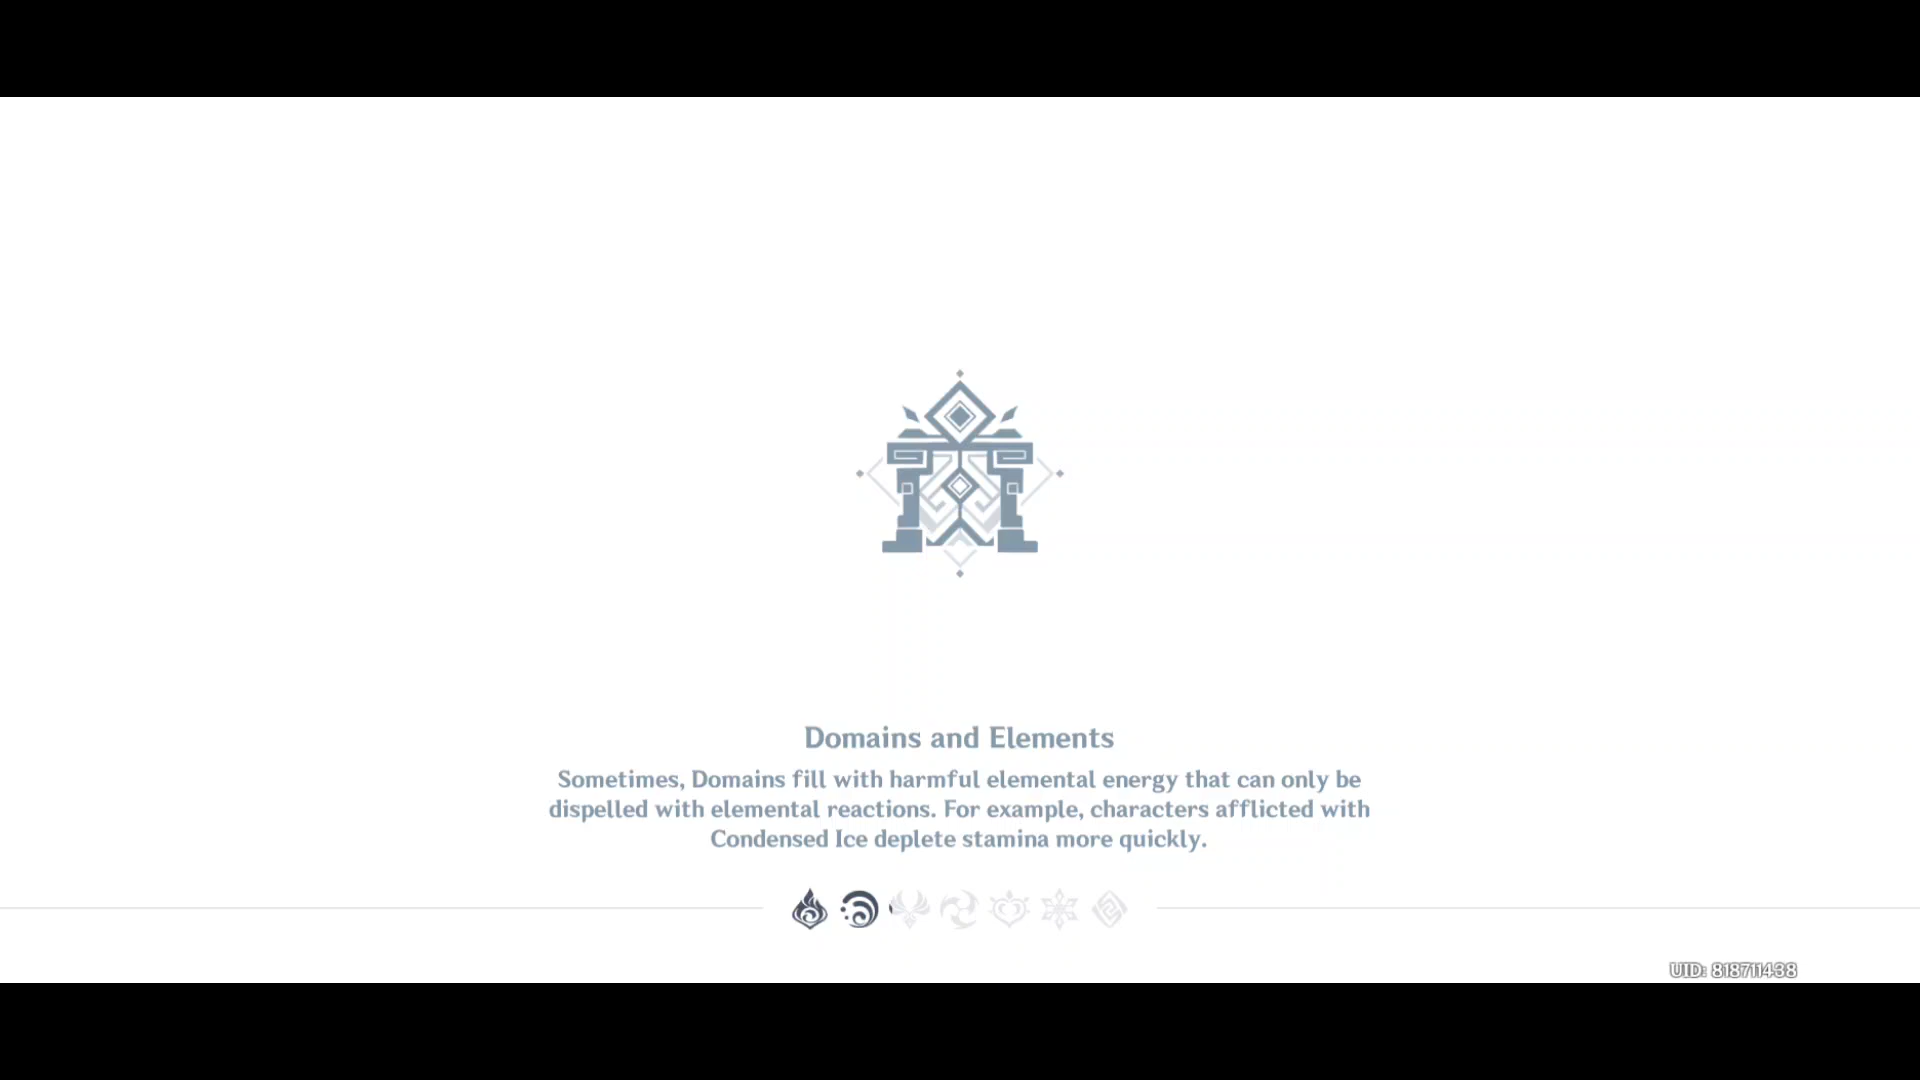 Domains and Elements
Sometimes, Domains fill with harmful elemental energy that can only be
dispelled with elemental reactions. For example, characters afflicted with
Condensed Ice deplete stamina more quickly.
UID: 818711438